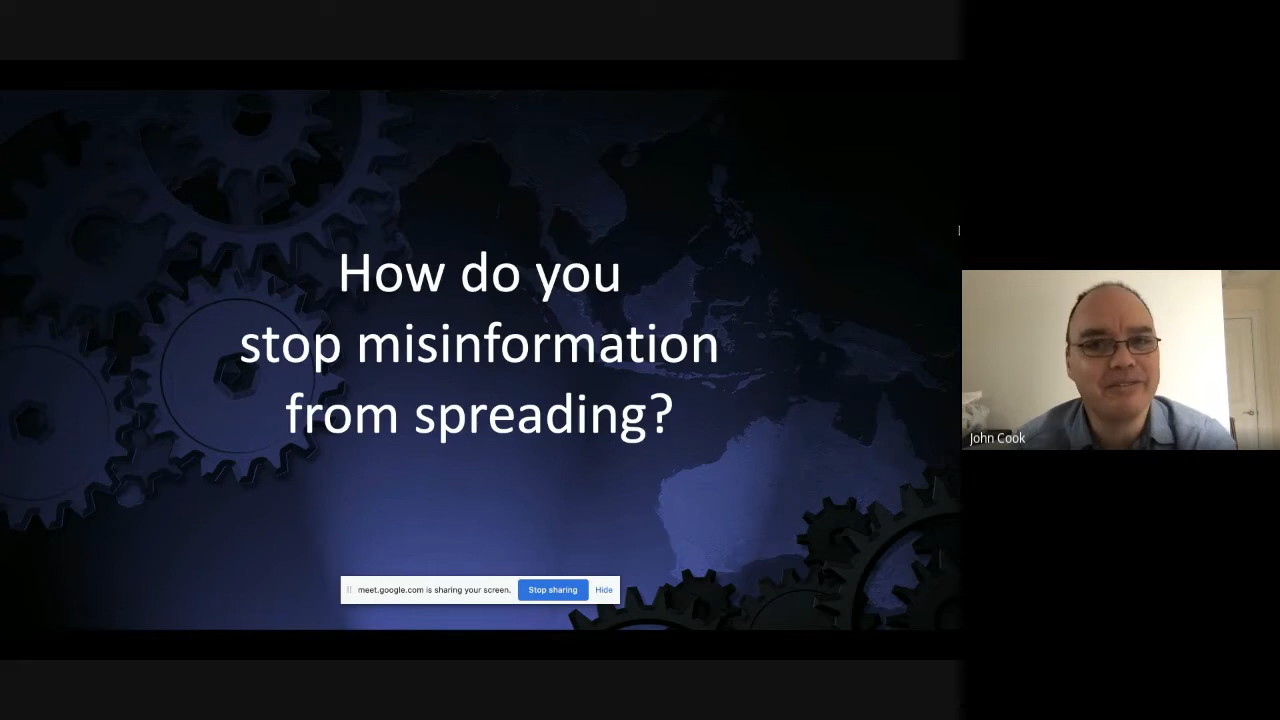 How do you
stop misinformation
from spreading?
meet.google.com is sharing your screen. Stop sharing Hide
John Cook